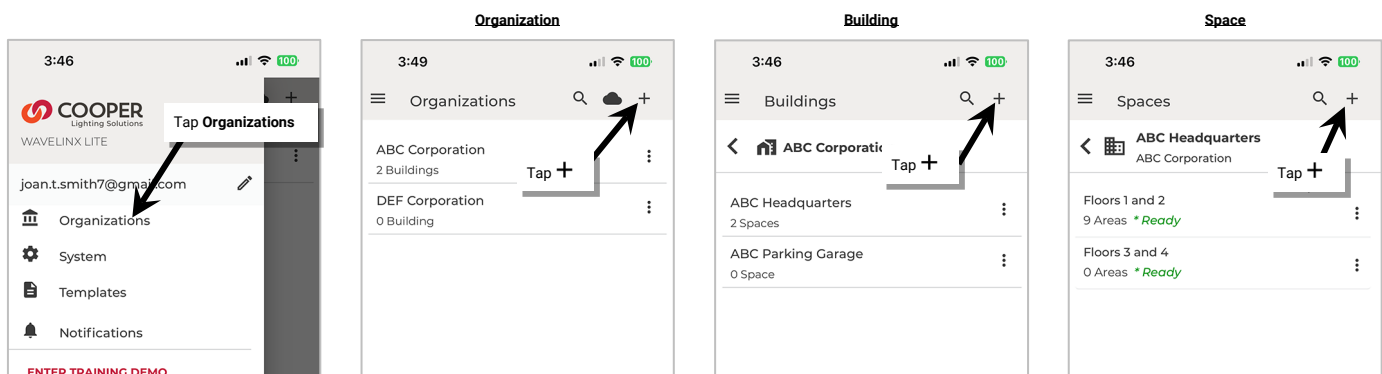 Organization
Building
Space
3:46
100
COOPER
Lighting Solutions
WAVELINX LITE
Tap Organizations
joan.t.smith7@gmail.com
Organizations
System
Templates
Notifications
ENTER TRAINING DEMO
3:49
100
Organizations
ABC Corporation
2 Buildings
DEF Corporation
0 Building
Tap +
3:46
100
Buildings
ABC Corporatio
Tap +
ABC Headquarters
2 Spaces
ABC Parking Garage
0 Space
3:46
100
Spaces
ABC Headquarters
ABC Corporation
Tap +
Floors 1 and 2
9 Areas * Ready
Floors 3 and 4
0 Areas * Ready